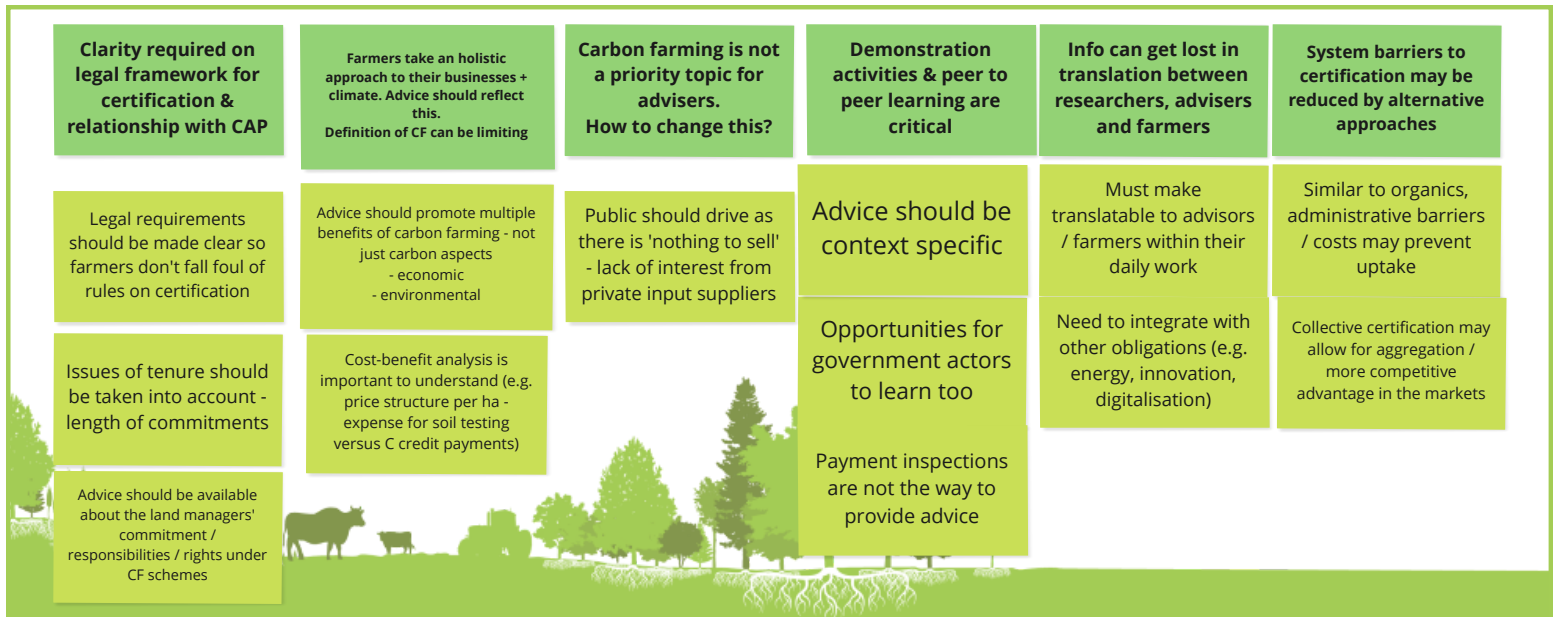 Clarity required on
legal framework for
certification &
relationship with CAP
Legal requirements
should be made clear so
farmers don't fall foul of
rules on certification
Issues of tenure should
be taken into account -
length of commitments
Advice should be available
about the land managers'
commitment /
responsibilities / rights under
CF schemes
Farmers take an holistic
approach to their businesses +
climate. Advice should reflect
this.
Definition of CF can be limiting
Advice should promote multiple
benefits of carbon farming - not
just carbon aspects
- economic
- environmental
Cost-benefit analysis is
important to understand (e.g.
price structure per ha -
expense for soil testing
versus C credit payments)
Carbon farming is not
a priority topic for
advisers.
How to change this?
Public should drive as
there is 'nothing to sell'
- lack of interest from
private input suppliers
Demonstration
activities & peer to
peer learning are
critical
Advice should be
context specific
Opportunities for
government actors
to learn too
Payment inspections
are not the way to
provide advice
Info can get lost in
translation between
researchers, advisers
and farmers
Must make
translatable to advisors
/ farmers within their
daily work
Need to integrate with
other obligations (e.g.
energy, innovation,
digitalisation)
System barriers to
certification may be
reduced by alternative
approaches
Similar to organics,
administrative barriers
/ costs may prevent
uptake
Collective certification may
allow for aggregation /
more competitive
advantage in the markets